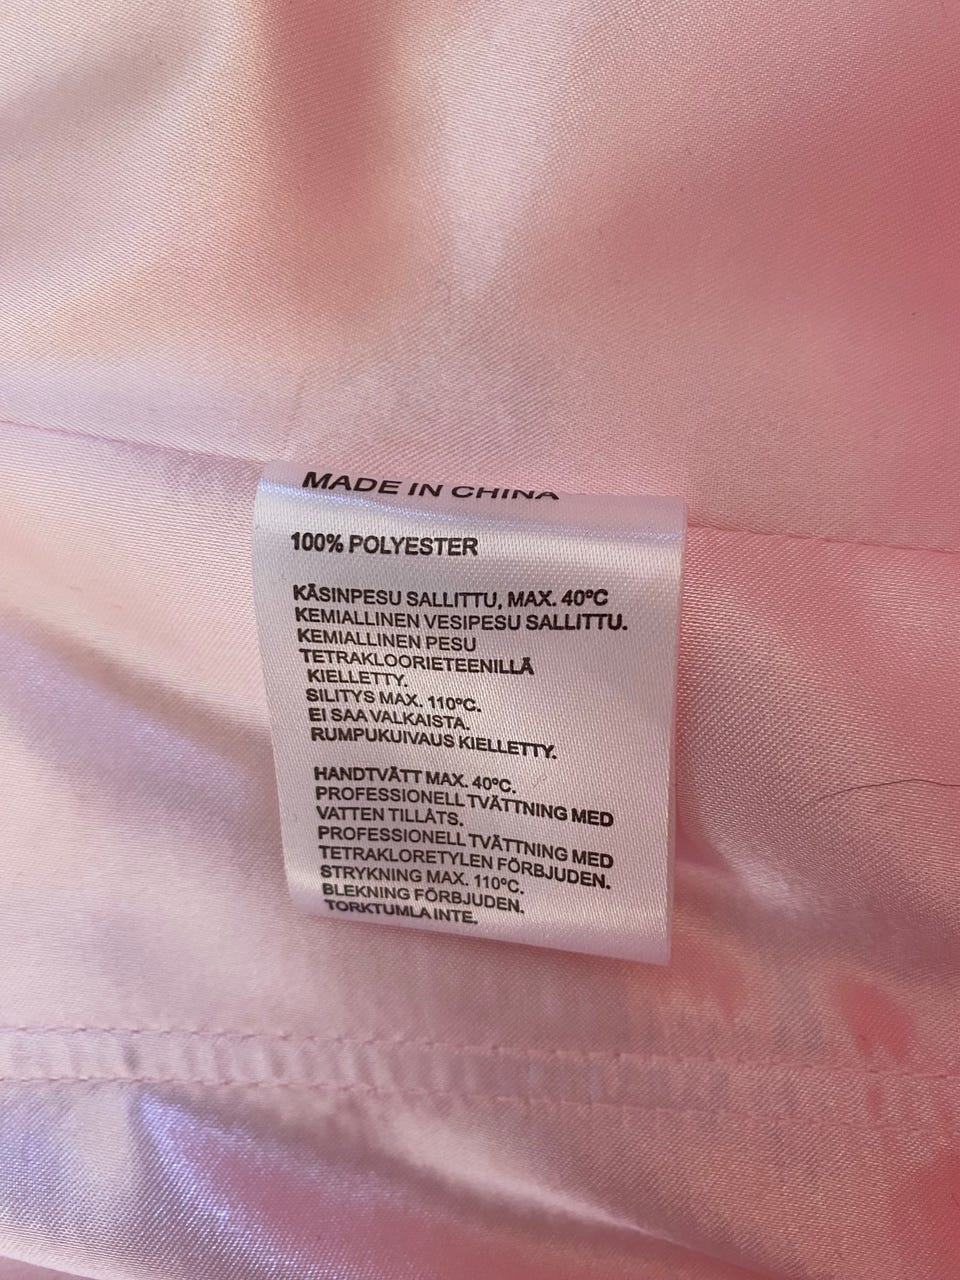 MADE IN CHINA
100% POLYESTER
KÄSINPESU SALLITTU, MAX. 40ºC
KEMIALLINEN VESIPESU SALLITTU.
KEMIALLINEN PESU
TETRAKLOORIETEENILLÄ
KIELLETTY.
SILITYS MAX. 110ºC.
EI SAA VALKAISTA.
RUMPUKUIVAUS KIELLETTY.
HANDTVÄTT MAX. 40ºC.
PROFESSIONELL TVÄTTNING MED
VATTEN TILLÅTS.
PROFESSIONELL TVÄTTNING MED
TETRAKLORETYLEN FÖRBJUDEN.
STRYKNING MAX. 110ºC.
BLEKNING FÖRBJUDEN.
TORKTUMLA INTE.